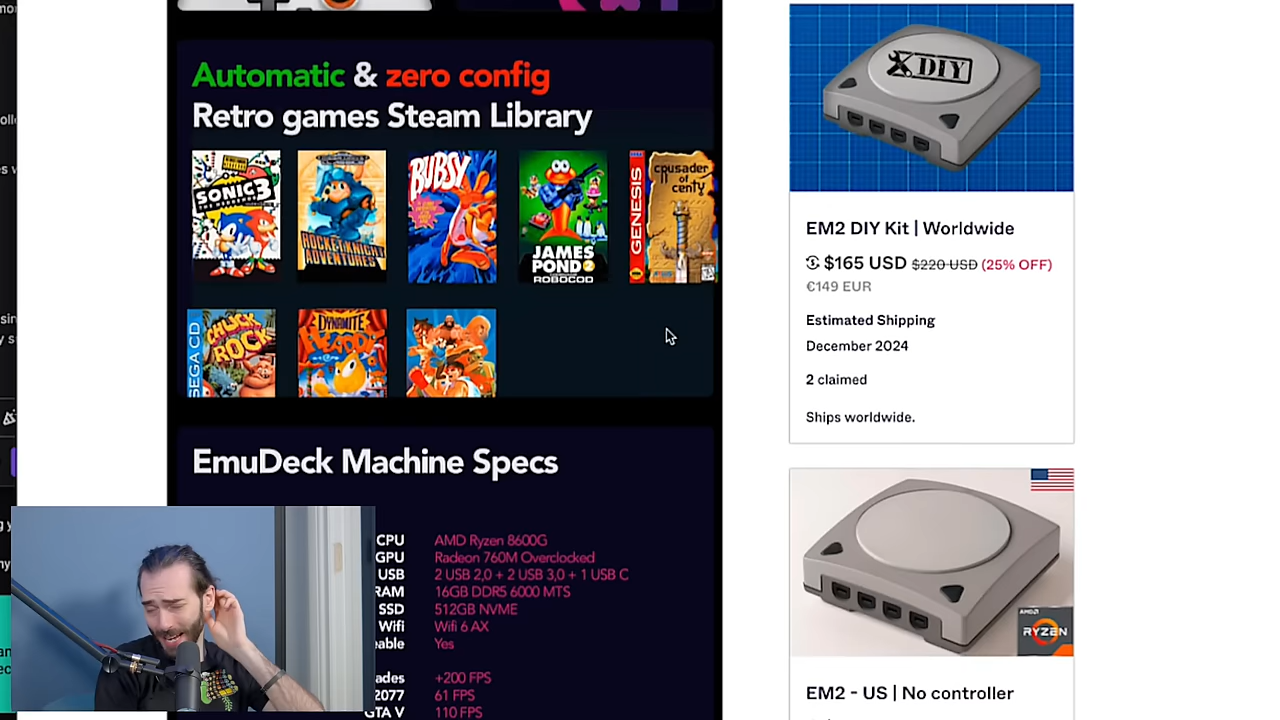 Automatic & zero config
Retro games Steam Library
SONIC 3
ROCKET KNIGHT
ADVENTURES
BUBSY
JAMES
POND 2
ROBOCOD
GENESIS
crusader
of
centy
SEGA CD
CHUCK
ROCK
DYNAMITE
HEADDY
EmuDeck Machine Specs
CPU AMD Ryzen 8600G
GPU Radeon 760M Overclocked
USB 2 USB 2,0 + 2 USB 3,0 + 1 USB C
RAM 16GB DDR5 6000 MTS
SSD 512GB NVME
Wifi Wifi 6 AX
eable Yes
ades +200 FPS
2077 61 FPS
GTA V 110 FPS
DIY
EM2 DIY Kit | Worldwide
$165 USD $220 USD (25% OFF)
€149 EUR
Estimated Shipping
December 2024
2 claimed
Ships worldwide.
AMD
RYZEN
EM2 - US | No controller